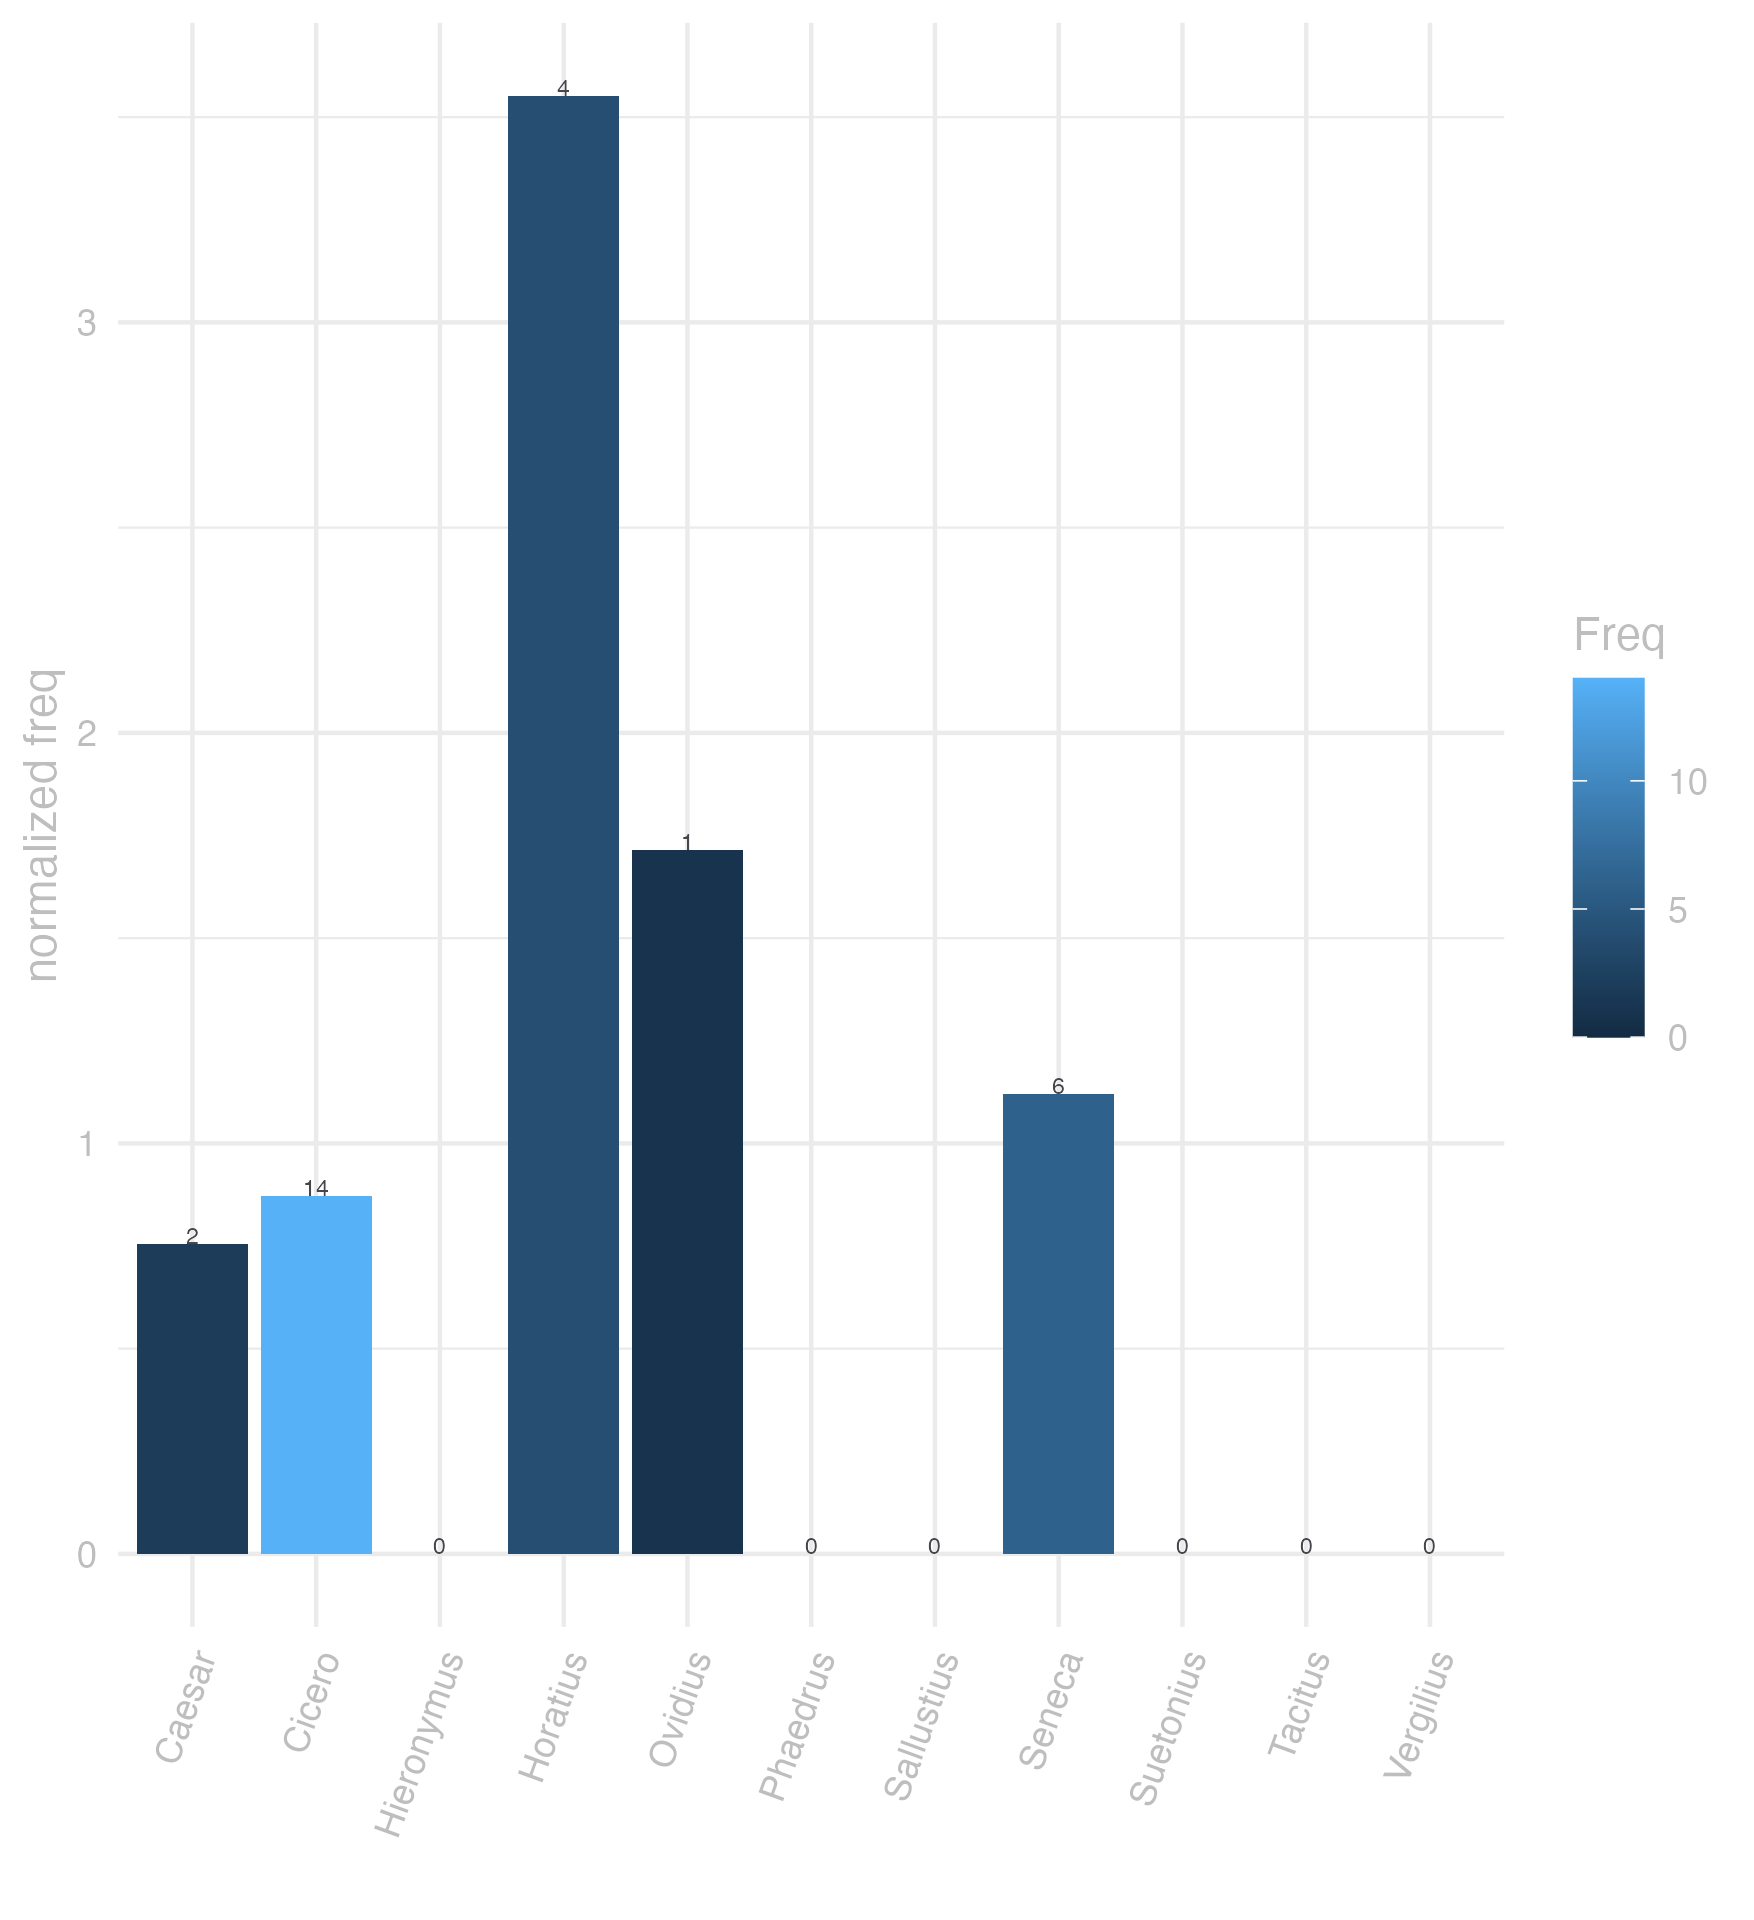 normalized freq
3
2
1
0
4
1
6
14
2
0
0
0
0
0
0
Caesar
Cicero
Hieronymus
Horatius
Ovidius
Phaedrus
Sallustius
Seneca
Suetonius
Tacitus
Vergilius
Freq
10
5
0